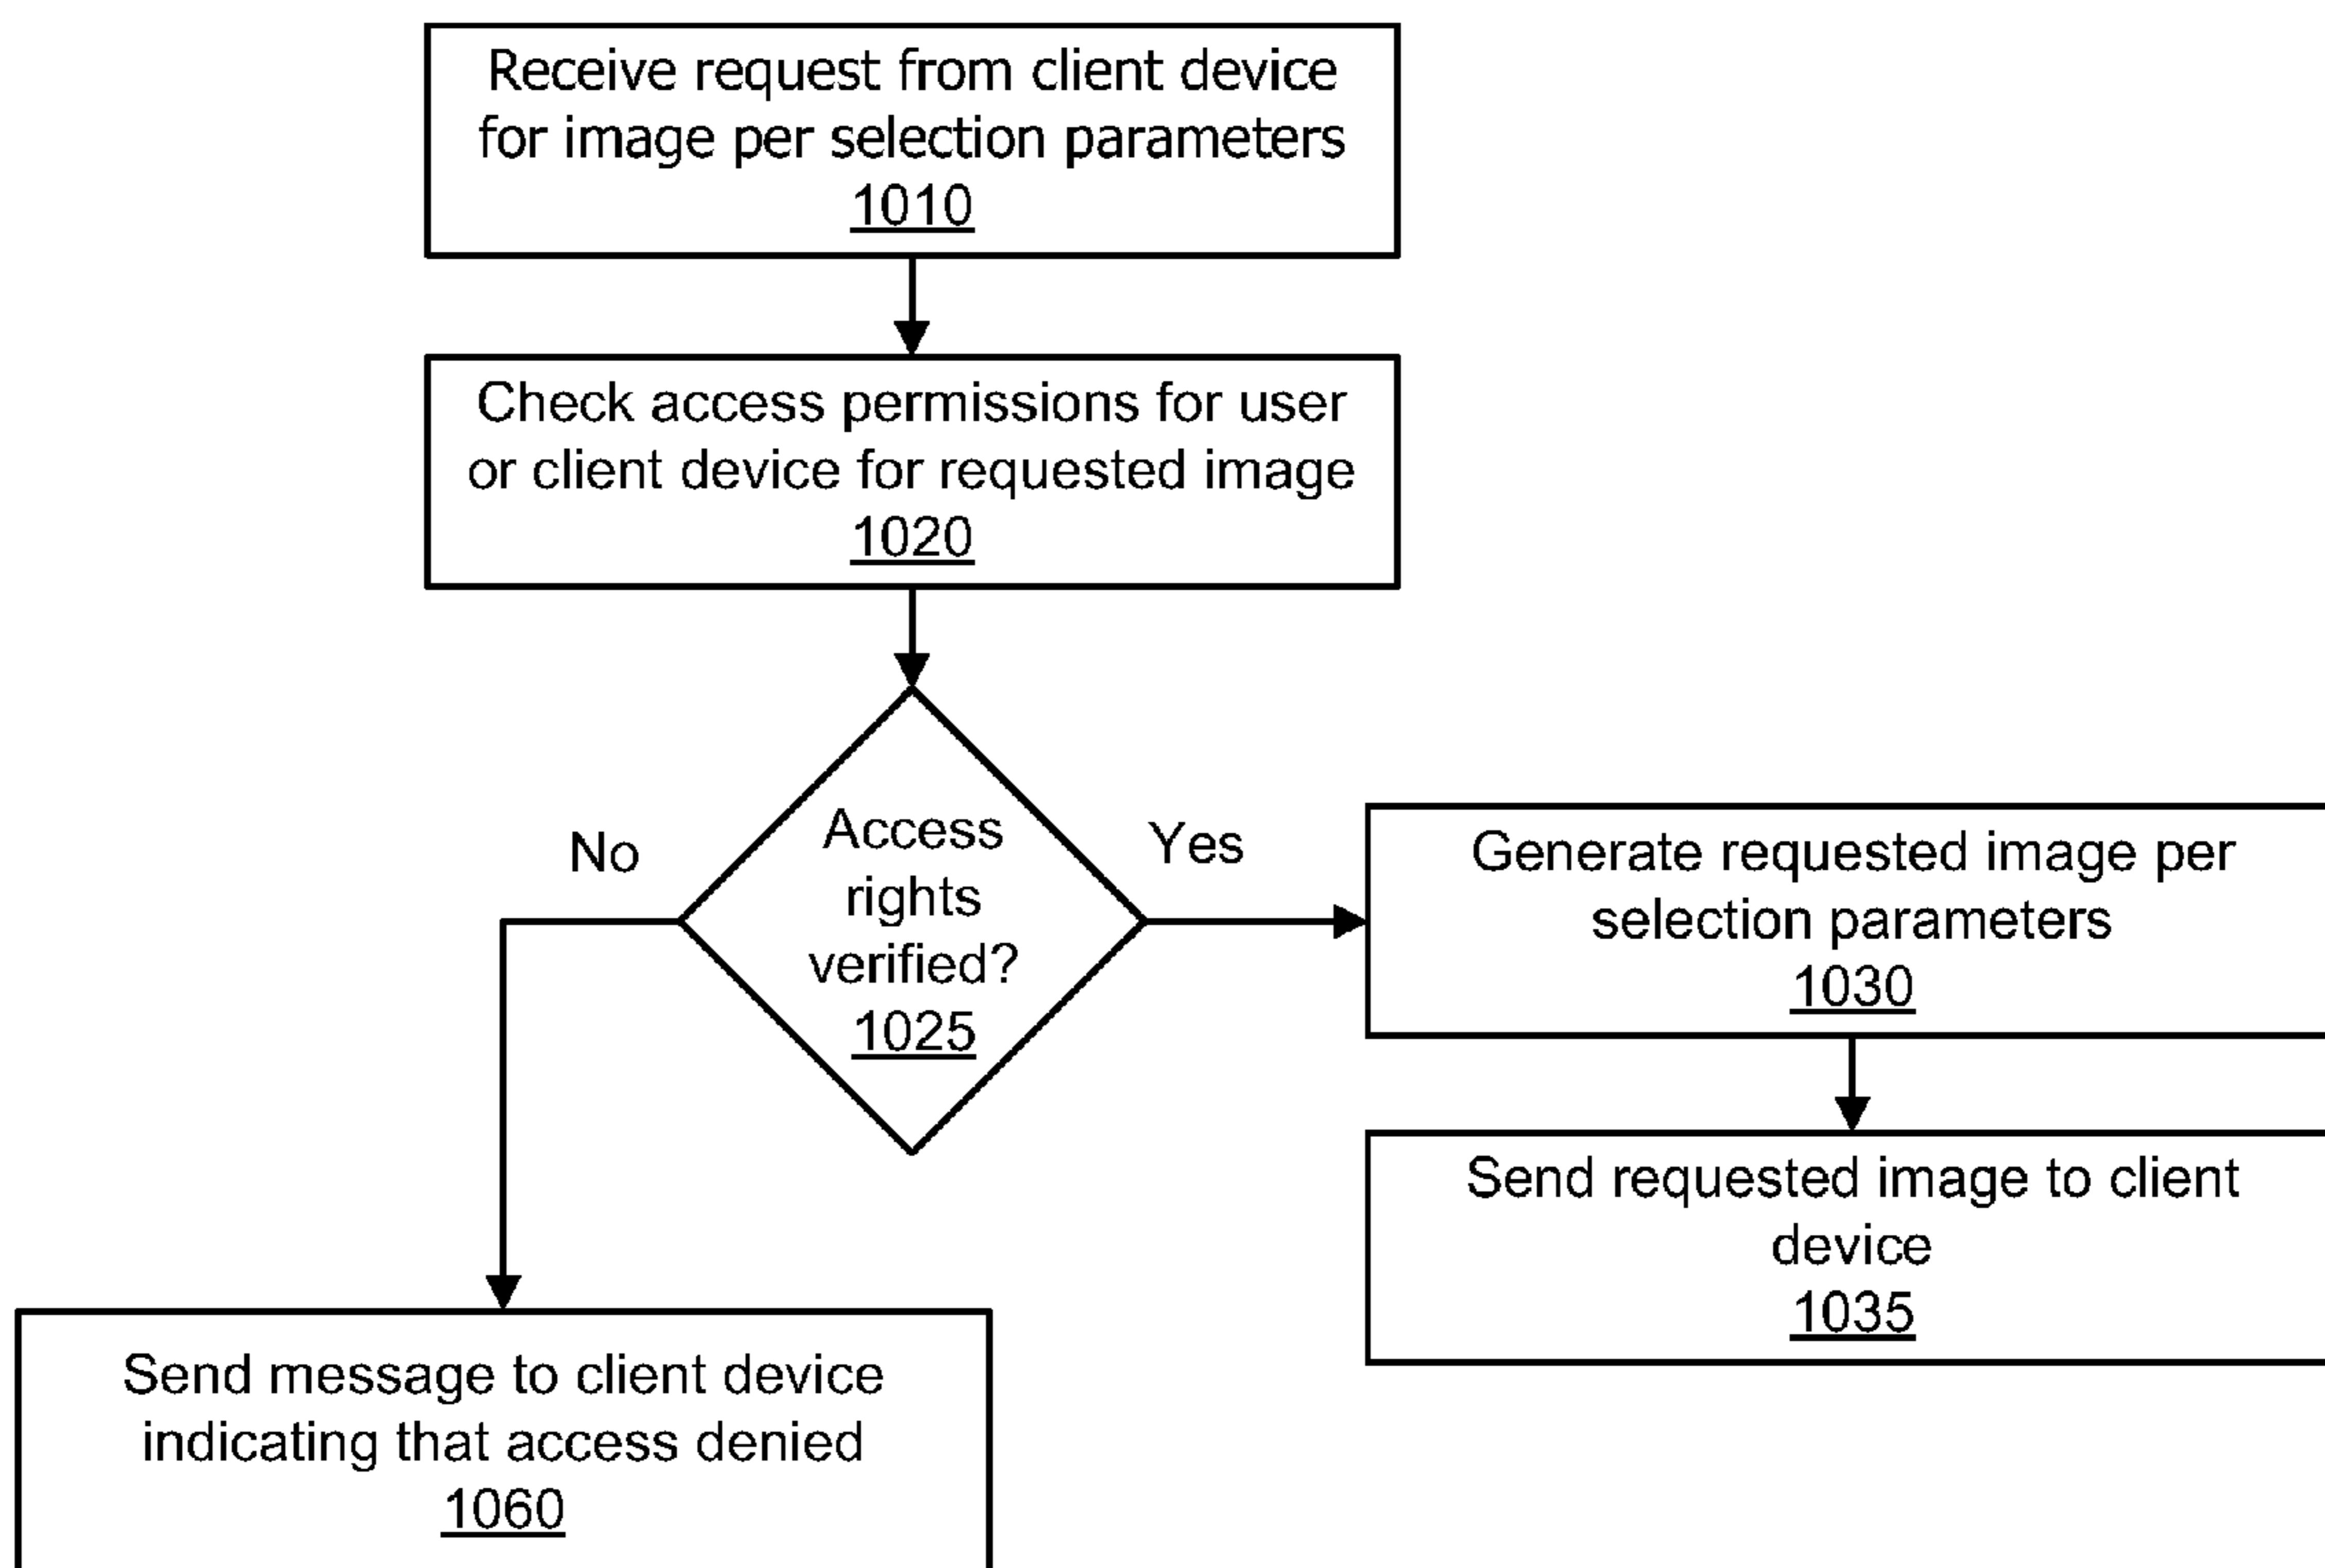 Receive request from client device
for image per selection parameters
1010
Check access permissions for user
or client device for requested image
1020
Access
rights
verified?
1025
No
Yes
Generate requested image per
selection parameters
1030
Send requested image to client
device
1035
Send message to client device
indicating that access denied
1060